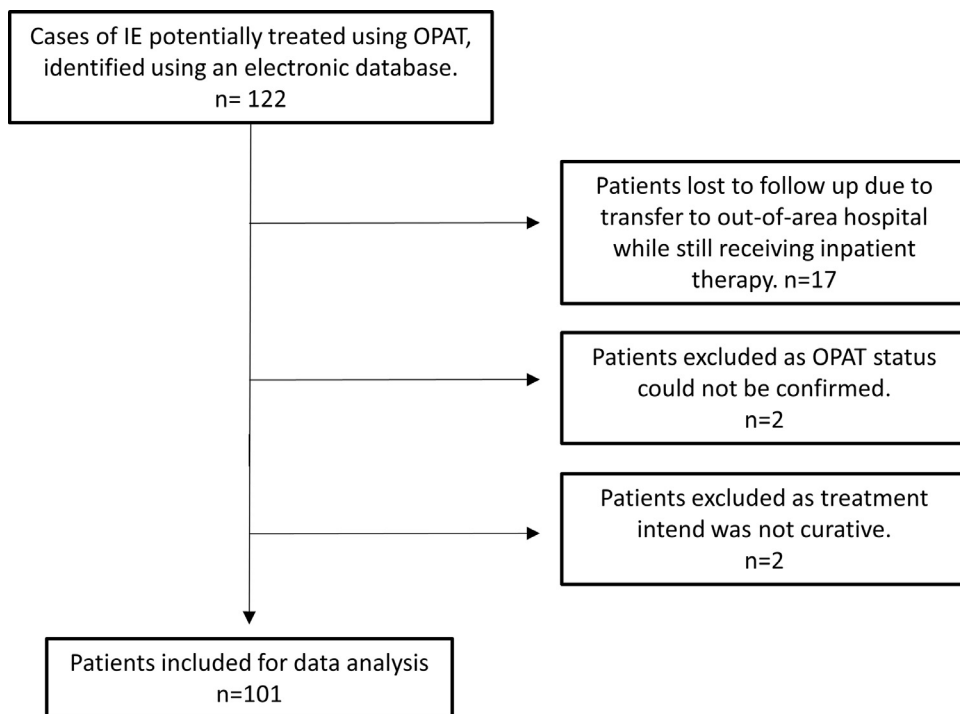 Cases of IE potentially treated using OPAT,
identified using an electronic database.
n= 122
Patients lost to follow up due to
transfer to out-of-area hospital
while still receiving inpatient
therapy. n=17
Patients excluded as OPAT status
could not be confirmed.
n=2
Patients excluded as treatment
intend was not curative.
n=2
Patients included for data analysis
n=101